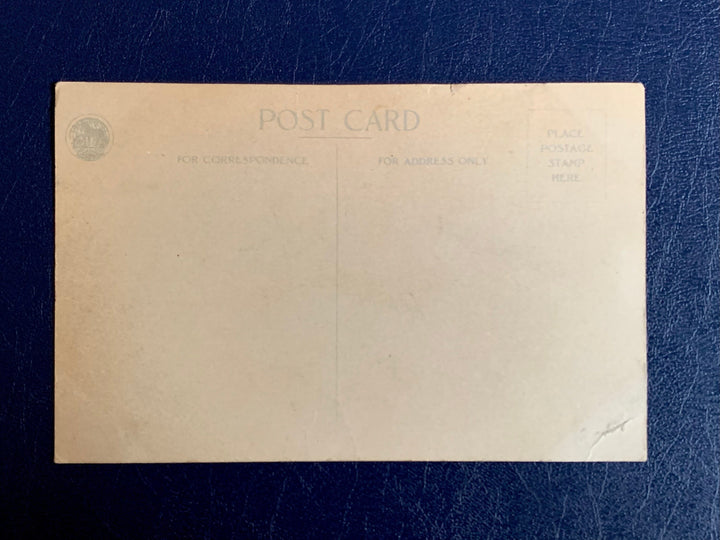 POST CARD
FOR CORRESPONDENCE
FOR ADDRESS ONLY
PLACE
POSTAGE
STAMP
HERE